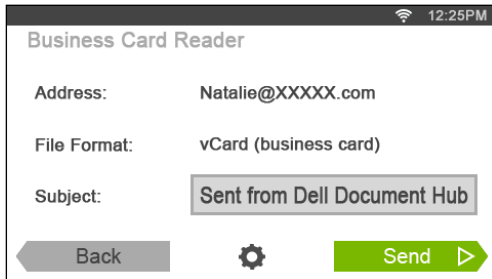 12:25PM
Business Card Reader
Address: Natalie@XXXXX.com
File Format: vCard (business card)
Subject: Sent from Dell Document Hub
Back Send